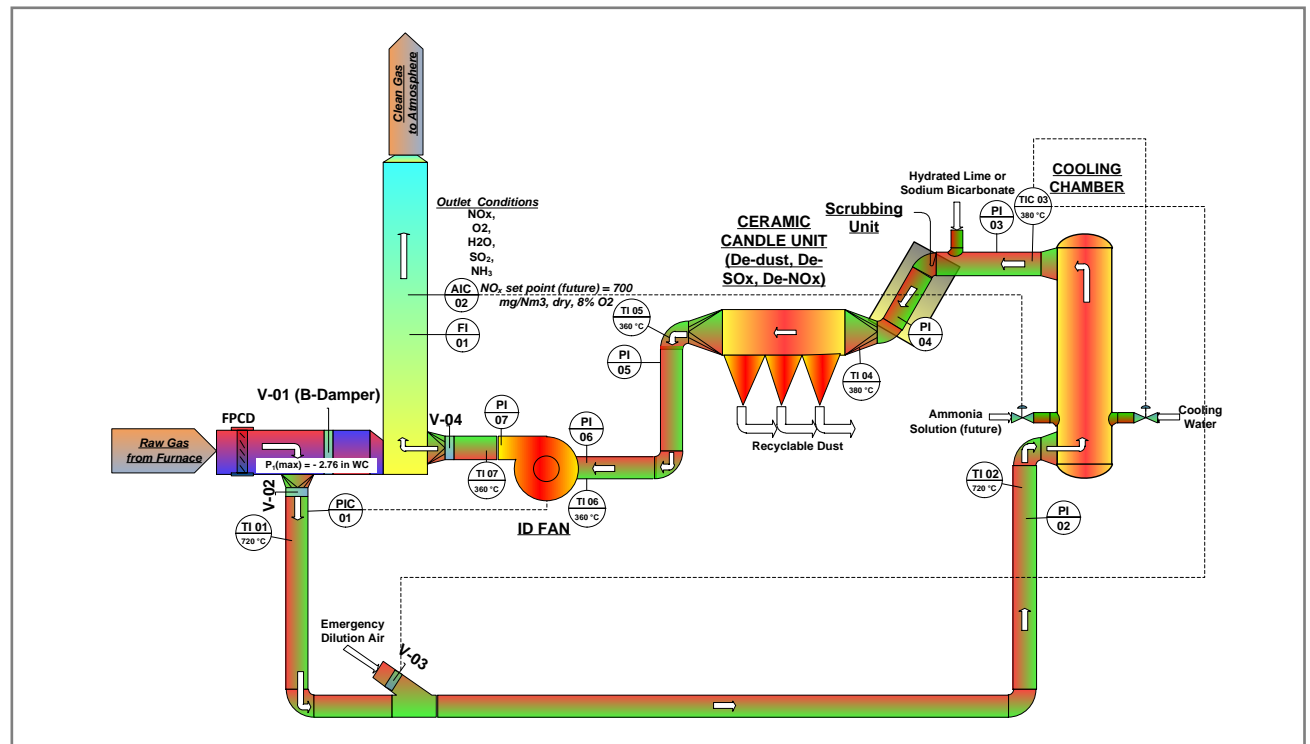 Clean Gas
to Atmosphere
Outlet Conditions
NOx,
O2,
H2O,
SO₂,
NH₃
AIC
02
NOₓ set point (future) = 700
mg/Nm3, dry, 8% O2
FI
01
Hydrated Lime or
Sodium Bicarbonate
Scrubbing
Unit
PI
03
TIC 03
380 °C
COOLING
CHAMBER
CERAMIC
CANDLE UNIT
(De-dust, De-
SOx, De-NOx)
TI 05
360 °C
PI
05
PI
04
TI 04
380 °C
Recyclable Dust
Ammonia
Solution (future)
Cooling
Water
V-01 (B-Damper)
FPCD
Raw Gas
from Furnace
P₁(max) = - 2.76 in WC
V-02
PIC
01
TI 01
720 °C
V-04
PI
07
TI 07
360 °C
PI
06
TI 06
360 °C
ID FAN
TI 02
720 °C
PI
02
Emergency
Dilution Air
V-03